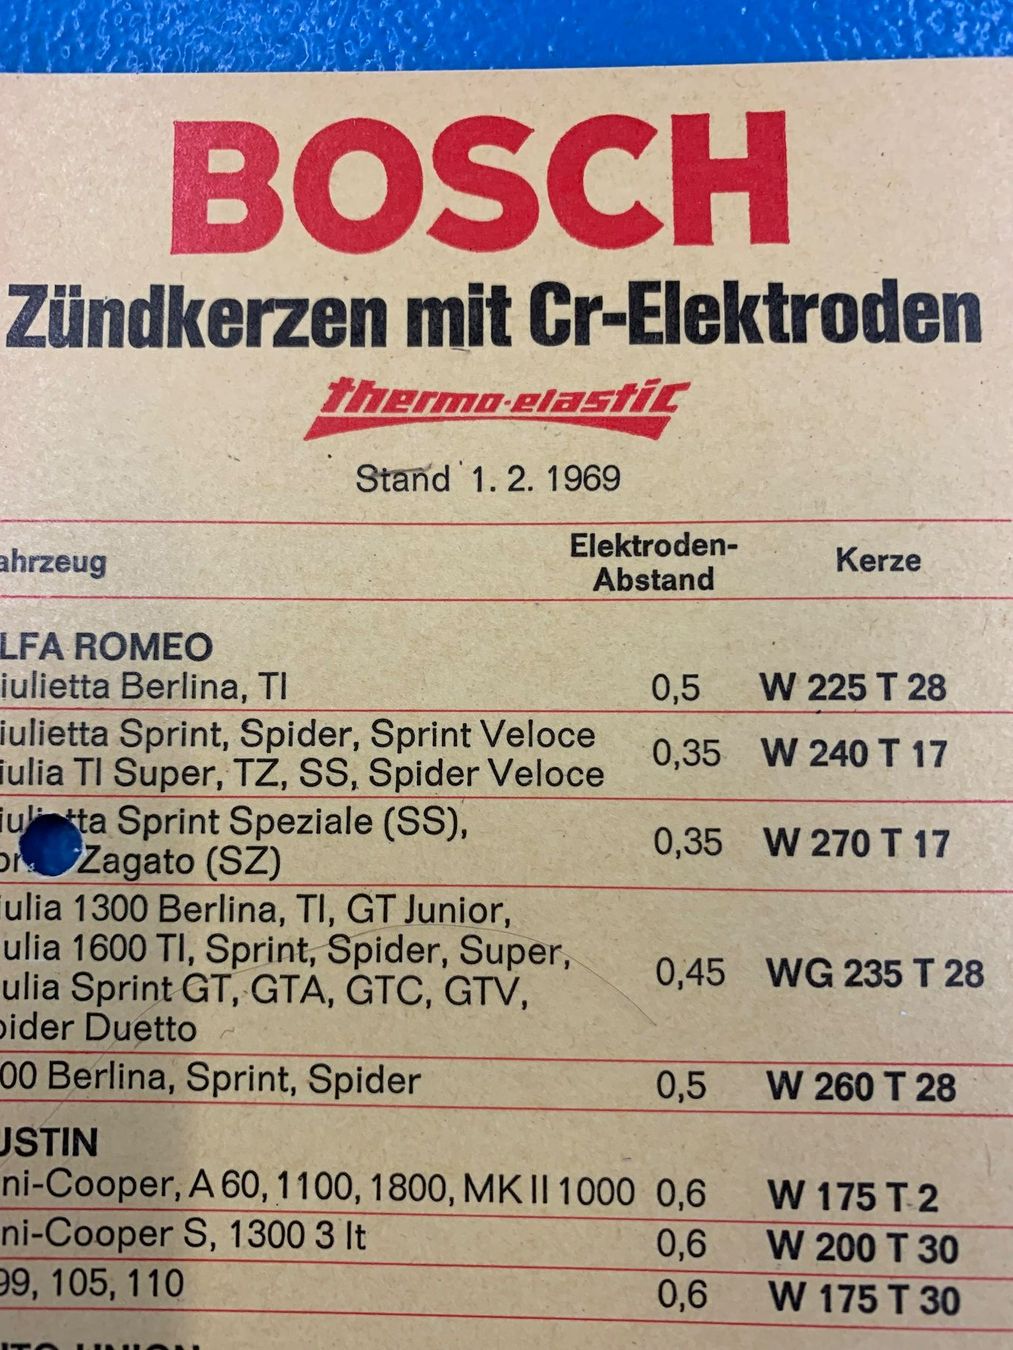 BOSCH
Zündkerzen mit Cr-Elektroden
thermo-elastic
Stand 1. 2. 1969
ahrzeug Elektroden-Abstand Kerze
LFA ROMEO
iulietta Berlina, TI 0,5 W 225 T 28
iulietta Sprint, Spider, Sprint Veloce
iulia TI Super, TZ, SS, Spider Veloce 0,35 W 240 T 17
Sprint Speziale (SS),
Zagato (SZ) 0,35 W 270 T 17
iulia 1300 Berlina, TI, GT Junior,
ulia 1600 TI, Sprint, Spider, Super,
ulia Sprint GT, GTA, GTC, GTV,
pider Duetto 0,45 WG 235 T 28
00 Berlina, Sprint, Spider 0,5 W 260 T 28
USTIN
ni-Cooper, A 60, 1100, 1800, MK II 1000 0,6 W 175 T 2
ni-Cooper S, 1300 3 lt 0,6 W 200 T 30
99, 105, 110 0,6 W 175 T 30